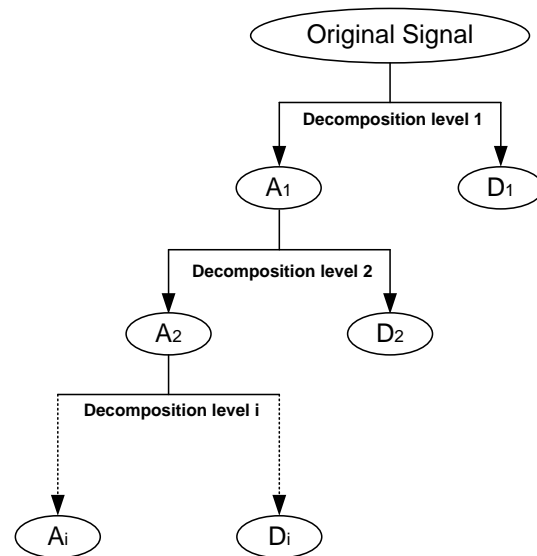 Original Signal
Decomposition level 1
A1 D1
Decomposition level 2
A2 D2
Decomposition level i
Ai Di